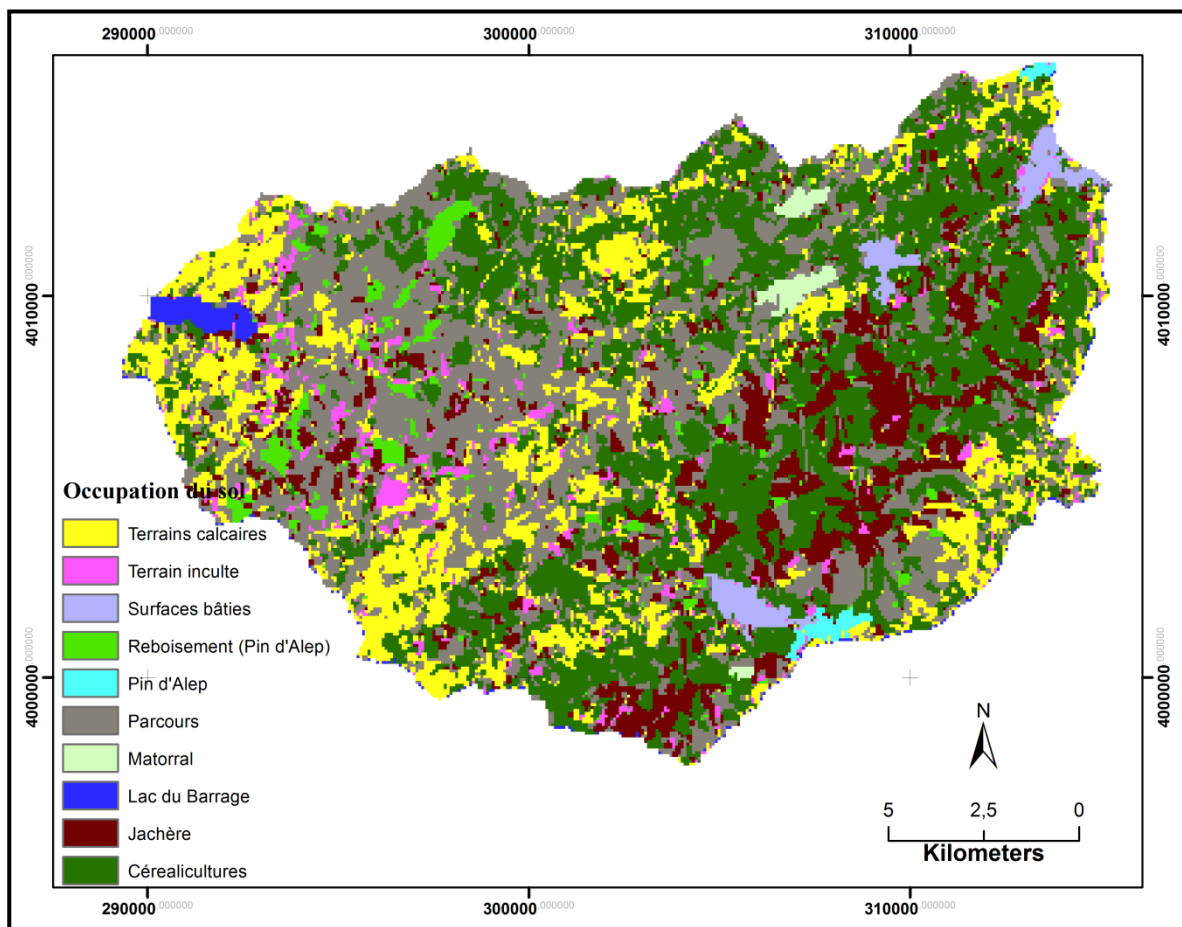 290000,000000 300000,000000 310000,000000
4010000,000000
4010000,000000
Occupation du sol
Terrains calcaires
Terrain inculte
Surfaces bâties
Reboisement (Pin d'Alep)
Pin d'Alep
Parcours
Matorral
Lac du Barrage
Jachère
Cérealicultures
4000000,000000
4000000,000000
N
5 2,5 0
Kilometers
290000,000000 300000,000000 310000,000000